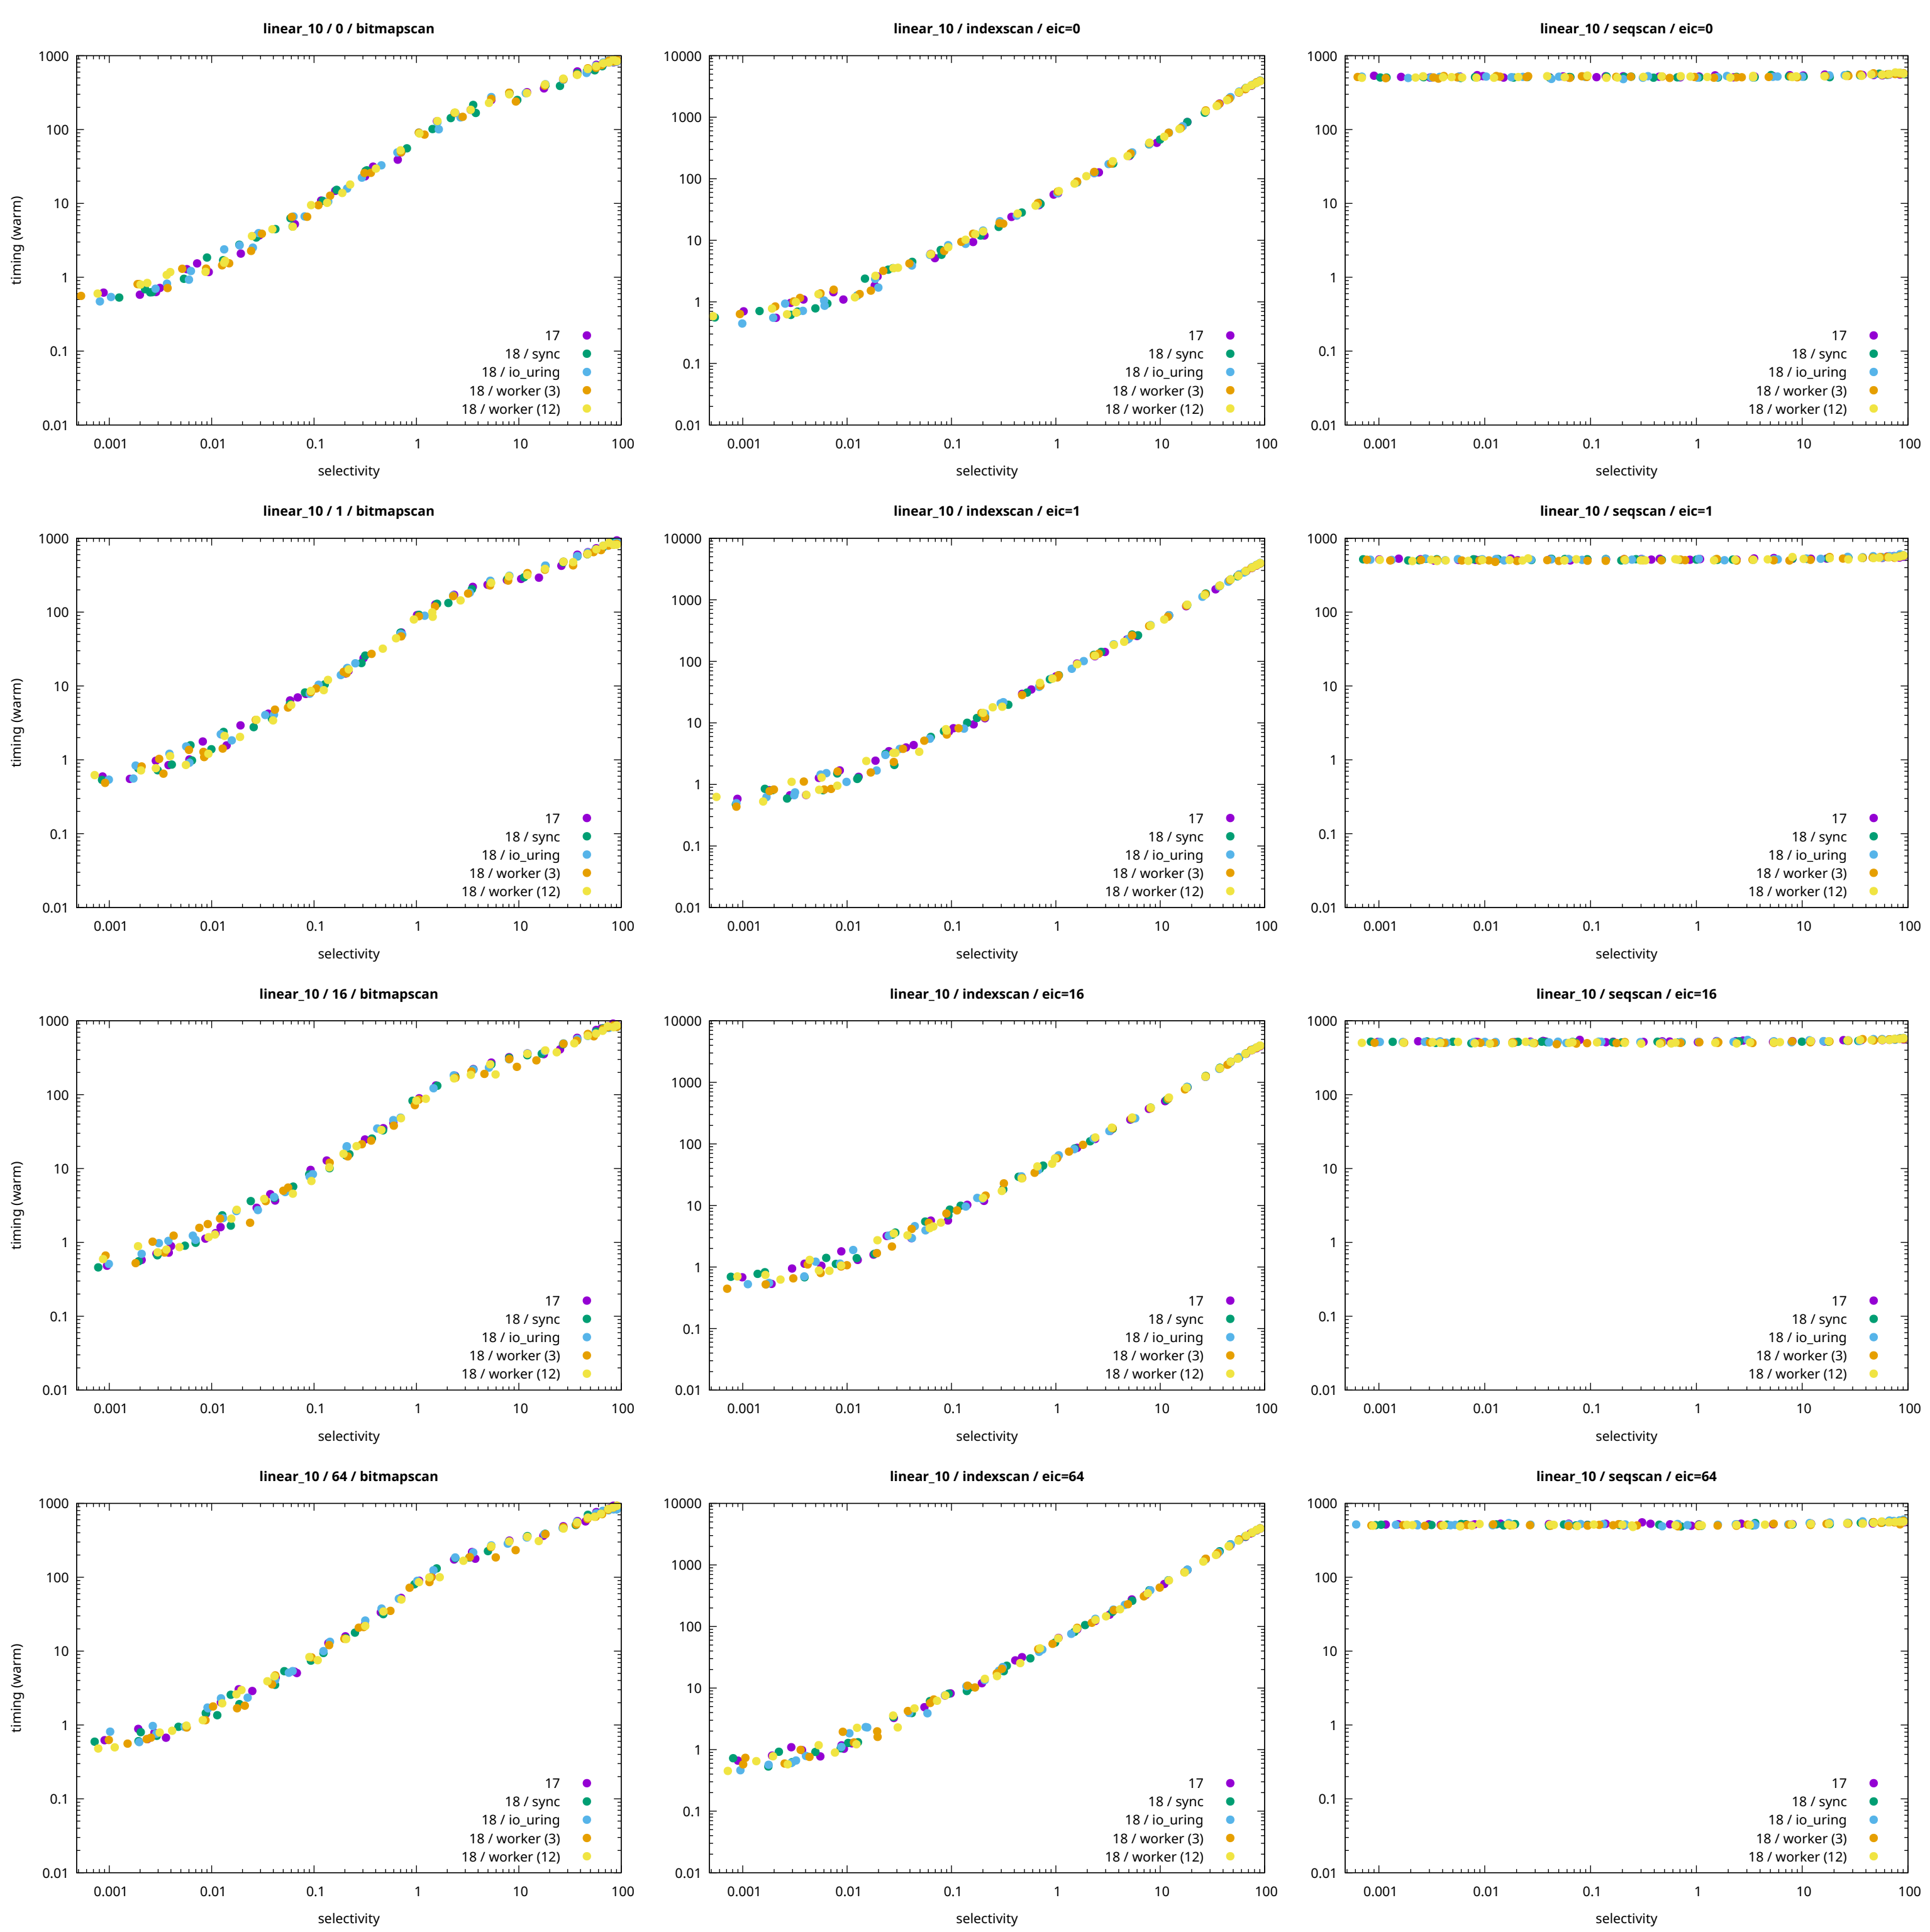 linear_10 / 0 / bitmapscan
1000
100
10
1
0.1
0.01
timing (warm)
17
18 / sync
18 / io_uring
18 / worker (3)
18 / worker (12)
0.001 0.01 0.1 1 10 100
selectivity
linear_10 / indexscan / eic=0
10000
1000
100
10
1
0.1
0.01
17
18 / sync
18 / io_uring
18 / worker (3)
18 / worker (12)
0.001 0.01 0.1 1 10 100
selectivity
linear_10 / seqscan / eic=0
1000
100
10
1
0.1
0.01
17
18 / sync
18 / io_uring
18 / worker (3)
18 / worker (12)
0.001 0.01 0.1 1 10 100
selectivity
linear_10 / 1 / bitmapscan
1000
100
10
1
0.1
0.01
timing (warm)
17
18 / sync
18 / io_uring
18 / worker (3)
18 / worker (12)
0.001 0.01 0.1 1 10 100
selectivity
linear_10 / indexscan / eic=1
10000
1000
100
10
1
0.1
0.01
17
18 / sync
18 / io_uring
18 / worker (3)
18 / worker (12)
0.001 0.01 0.1 1 10 100
selectivity
linear_10 / seqscan / eic=1
1000
100
10
1
0.1
0.01
17
18 / sync
18 / io_uring
18 / worker (3)
18 / worker (12)
0.001 0.01 0.1 1 10 100
selectivity
linear_10 / 16 / bitmapscan
1000
100
10
1
0.1
0.01
timing (warm)
17
18 / sync
18 / io_uring
18 / worker (3)
18 / worker (12)
0.001 0.01 0.1 1 10 100
selectivity
linear_10 / indexscan / eic=16
10000
1000
100
10
1
0.1
0.01
17
18 / sync
18 / io_uring
18 / worker (3)
18 / worker (12)
0.001 0.01 0.1 1 10 100
selectivity
linear_10 / seqscan / eic=16
1000
100
10
1
0.1
0.01
17
18 / sync
18 / io_uring
18 / worker (3)
18 / worker (12)
0.001 0.01 0.1 1 10 100
selectivity
linear_10 / 64 / bitmapscan
1000
100
10
1
0.1
0.01
timing (warm)
17
18 / sync
18 / io_uring
18 / worker (3)
18 / worker (12)
0.001 0.01 0.1 1 10 100
selectivity
linear_10 / indexscan / eic=64
10000
1000
100
10
1
0.1
0.01
17
18 / sync
18 / io_uring
18 / worker (3)
18 / worker (12)
0.001 0.01 0.1 1 10 100
selectivity
linear_10 / seqscan / eic=64
1000
100
10
1
0.1
0.01
17
18 / sync
18 / io_uring
18 / worker (3)
18 / worker (12)
0.001 0.01 0.1 1 10 100
selectivity